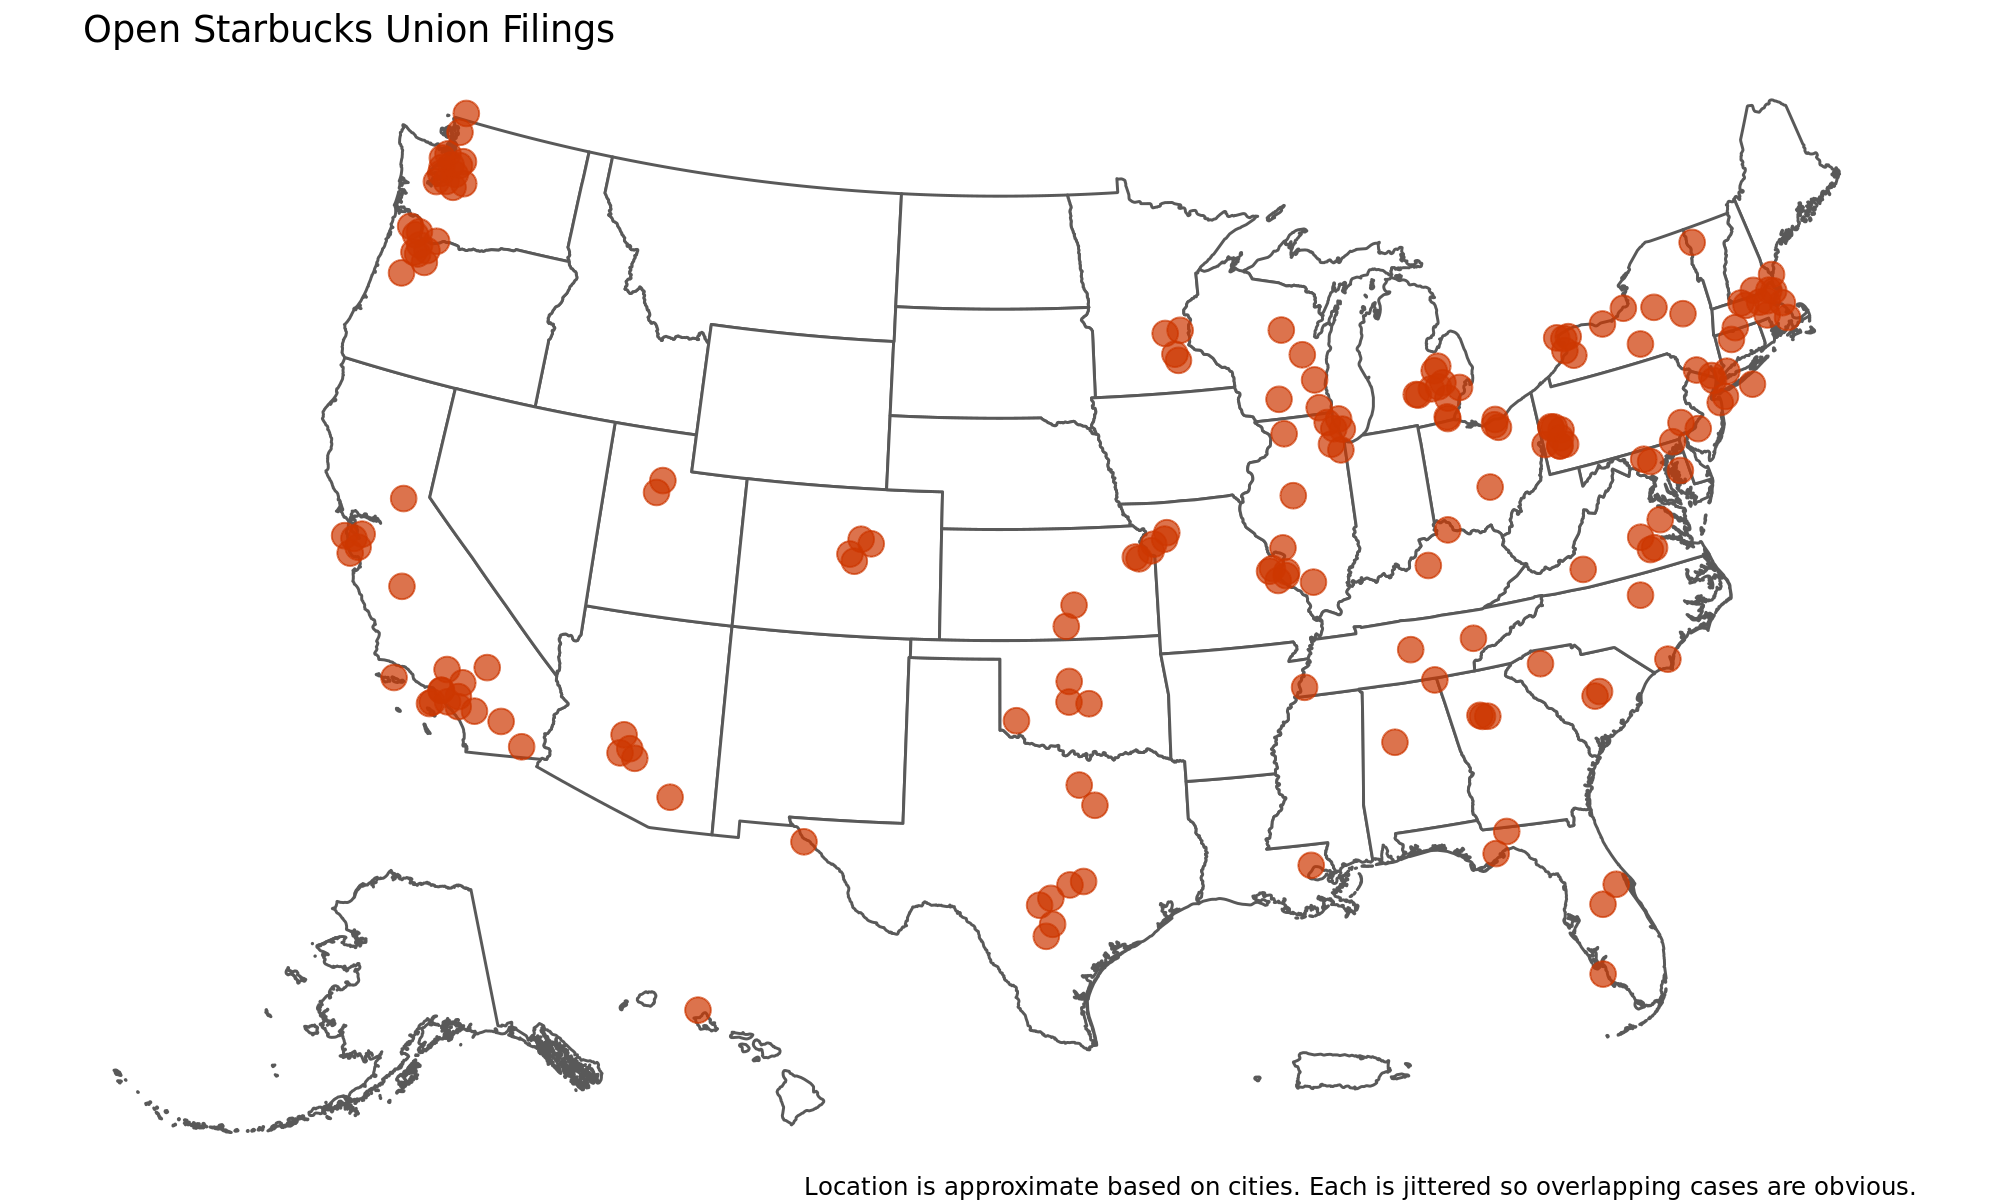 Open Starbucks Union Filings
Location is approximate based on cities. Each is jittered so overlapping cases are obvious.